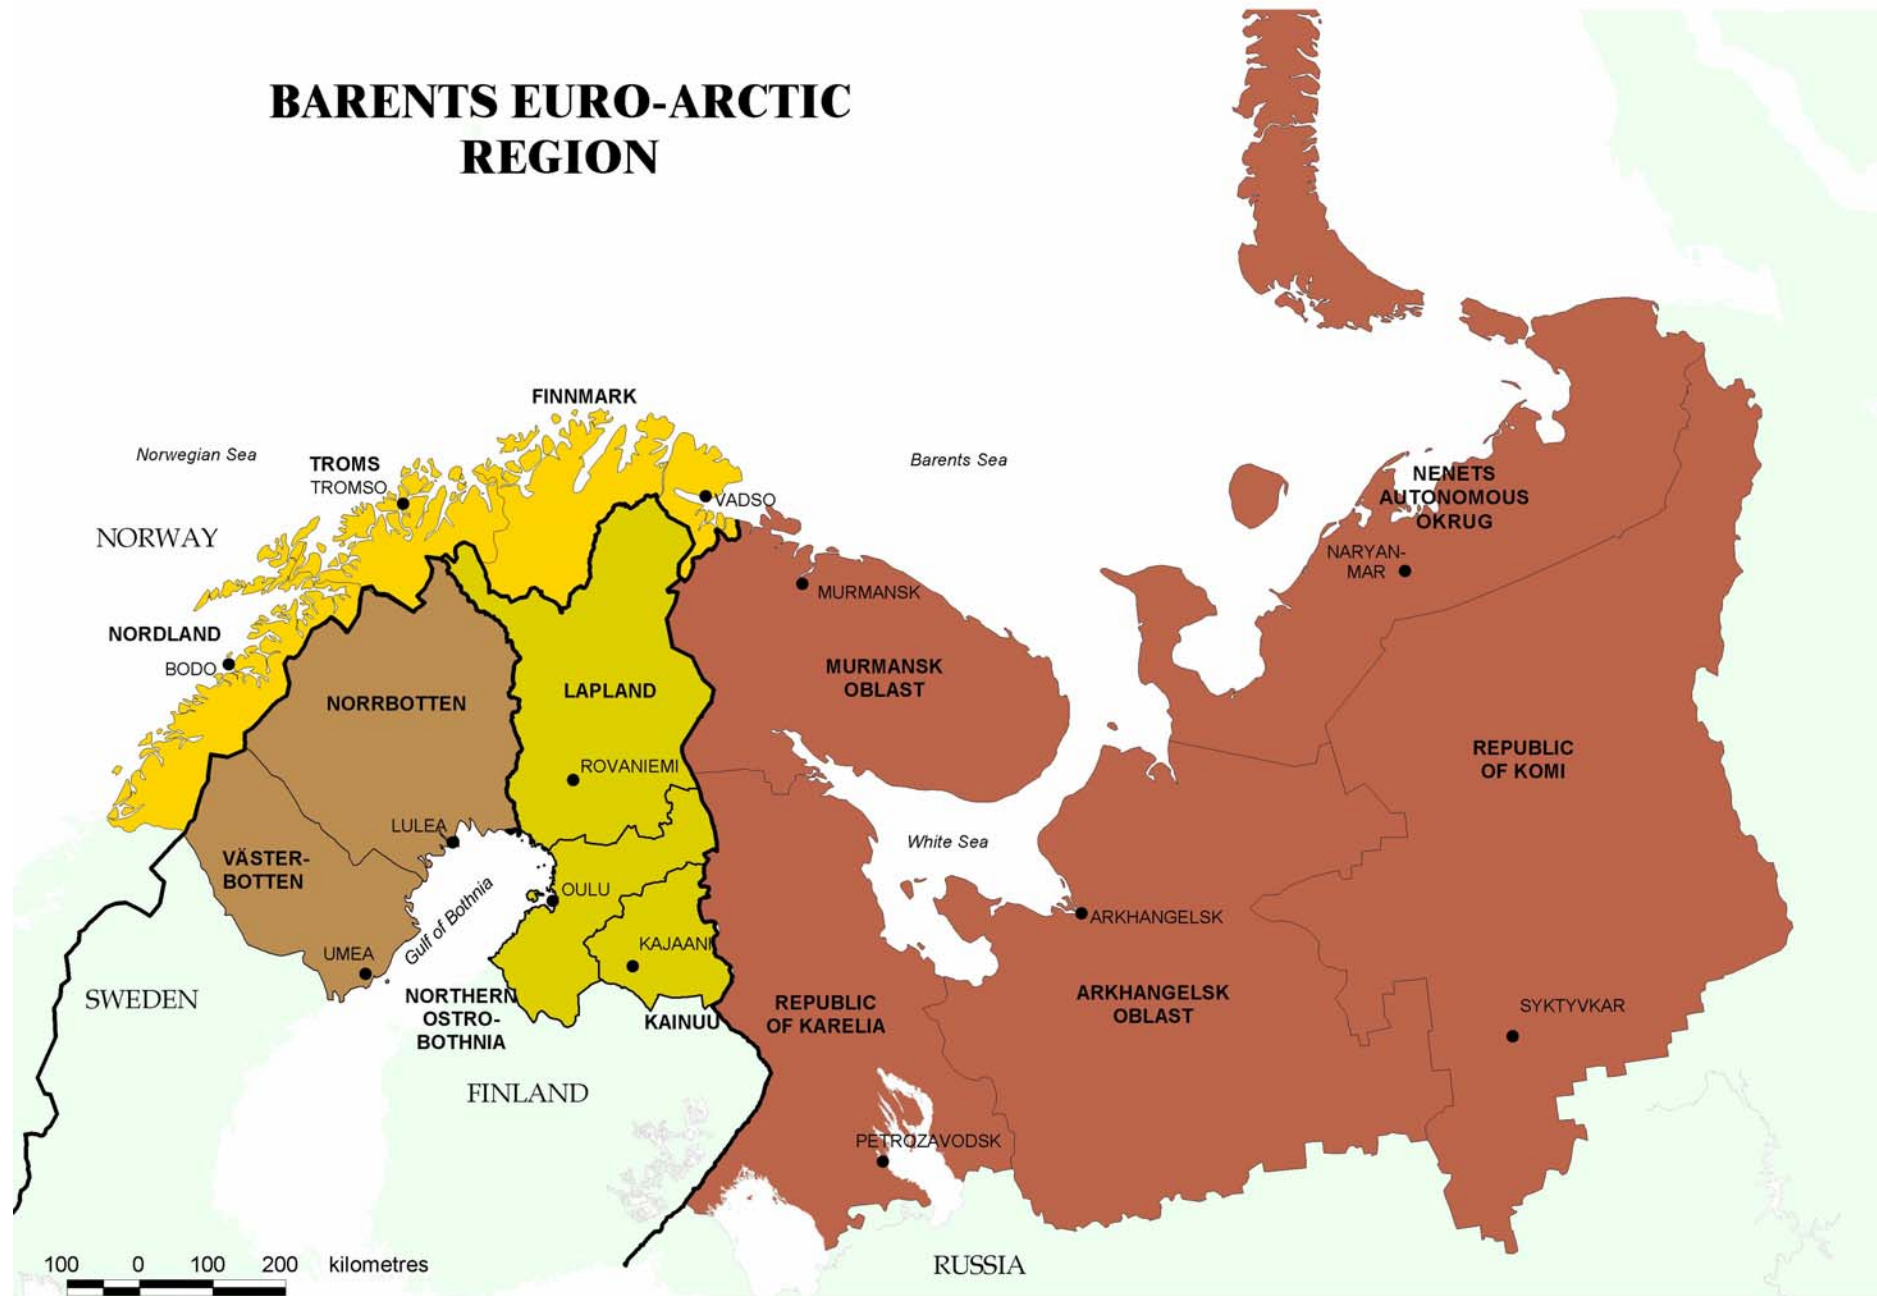 BARENTS EURO-ARCTIC
REGION
FINNMARK
Norwegian Sea
TROMS
TROMSO
Barents Sea
NENETS
AUTONOMOUS
OKRUG
VADSO
NORWAY
NARYAN-
MAR
MURMANSK
NORDLAND
BODO
MURMANSK
OBLAST
LAPLAND
NORRBOTTEN
REPUBLIC
OF KOMI
ROVANIEMI
LULEA
White Sea
VÄSTER-
BOTTEN
OULU
Gulf of Bothnia
ARKHANGELSK
KAJAANI
UMEA
SWEDEN
NORTHERN
OSTRO-
BOTHNIA
KAINUU
REPUBLIC
OF KARELIA
ARKHANGELSK
OBLAST
SYKTYVKAR
FINLAND
PETROZAVODSK
RUSSIA
100 0 100 200 kilometres